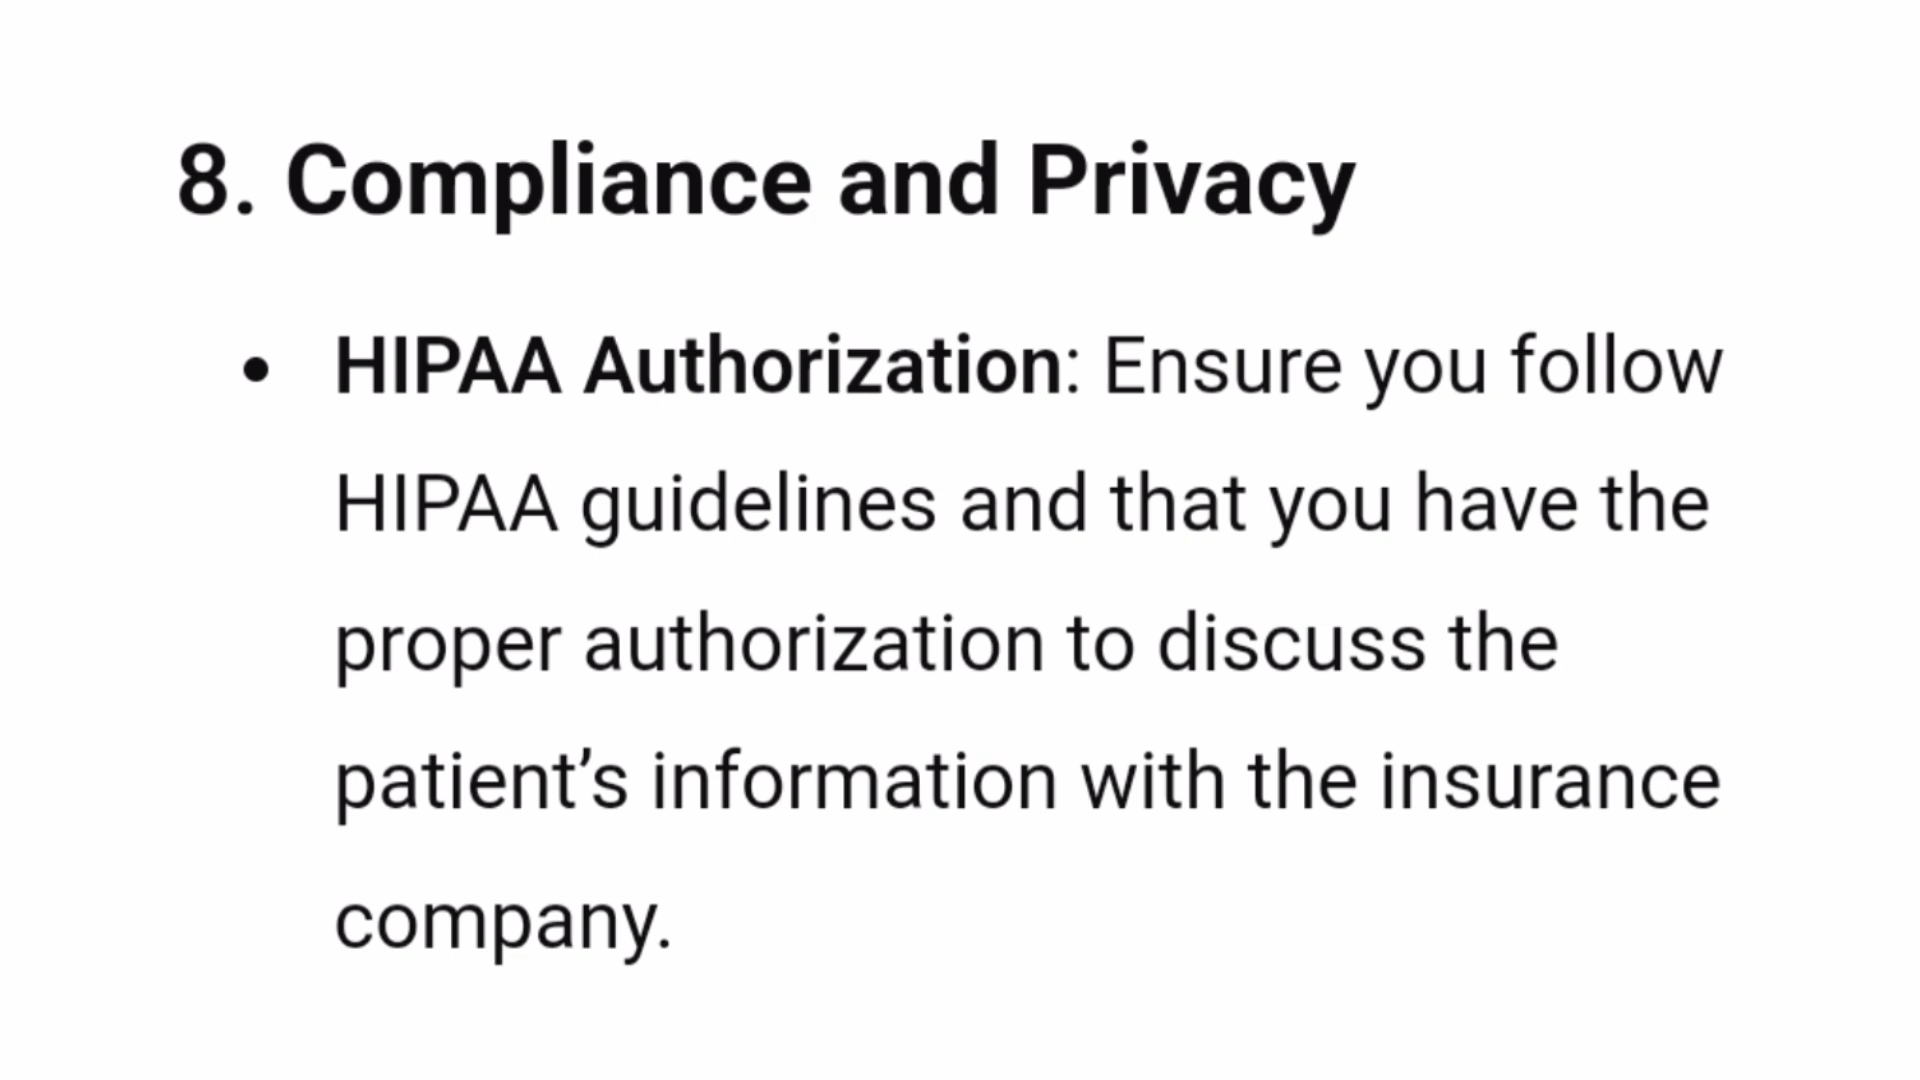 8. Compliance and Privacy
• HIPAA Authorization: Ensure you follow
HIPAA guidelines and that you have the
proper authorization to discuss the
patient’s information with the insurance
company.